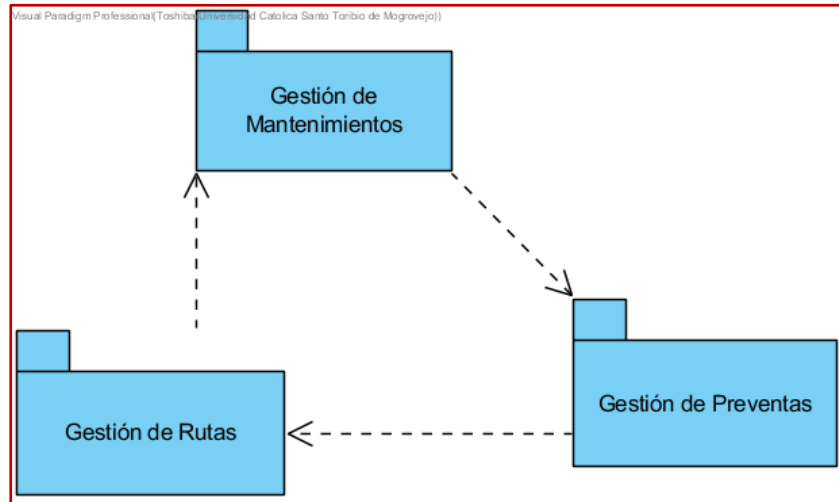 Visual Paradigm Professional(Toshiba(Universidad Catolica Santo Toribio de Mogrovejo))
Gestión de
Mantenimientos
Gestión de Preventas
Gestión de Rutas